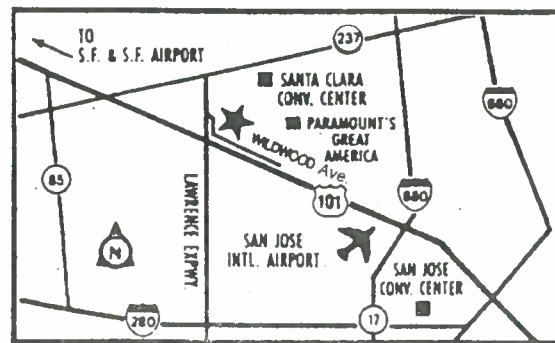 TO
S.F. & S.F. AIRPORT
237
SANTA CLARA
CONV. CENTER
PARAMOUNT'S
GREAT
AMERICA
WILDWOOD Ave.
680
85
LAWRENCE EXPWY.
101
880
N
SAN JOSE
INTL. AIRPORT
SAN JOSE
CONV. CENTER
280
17